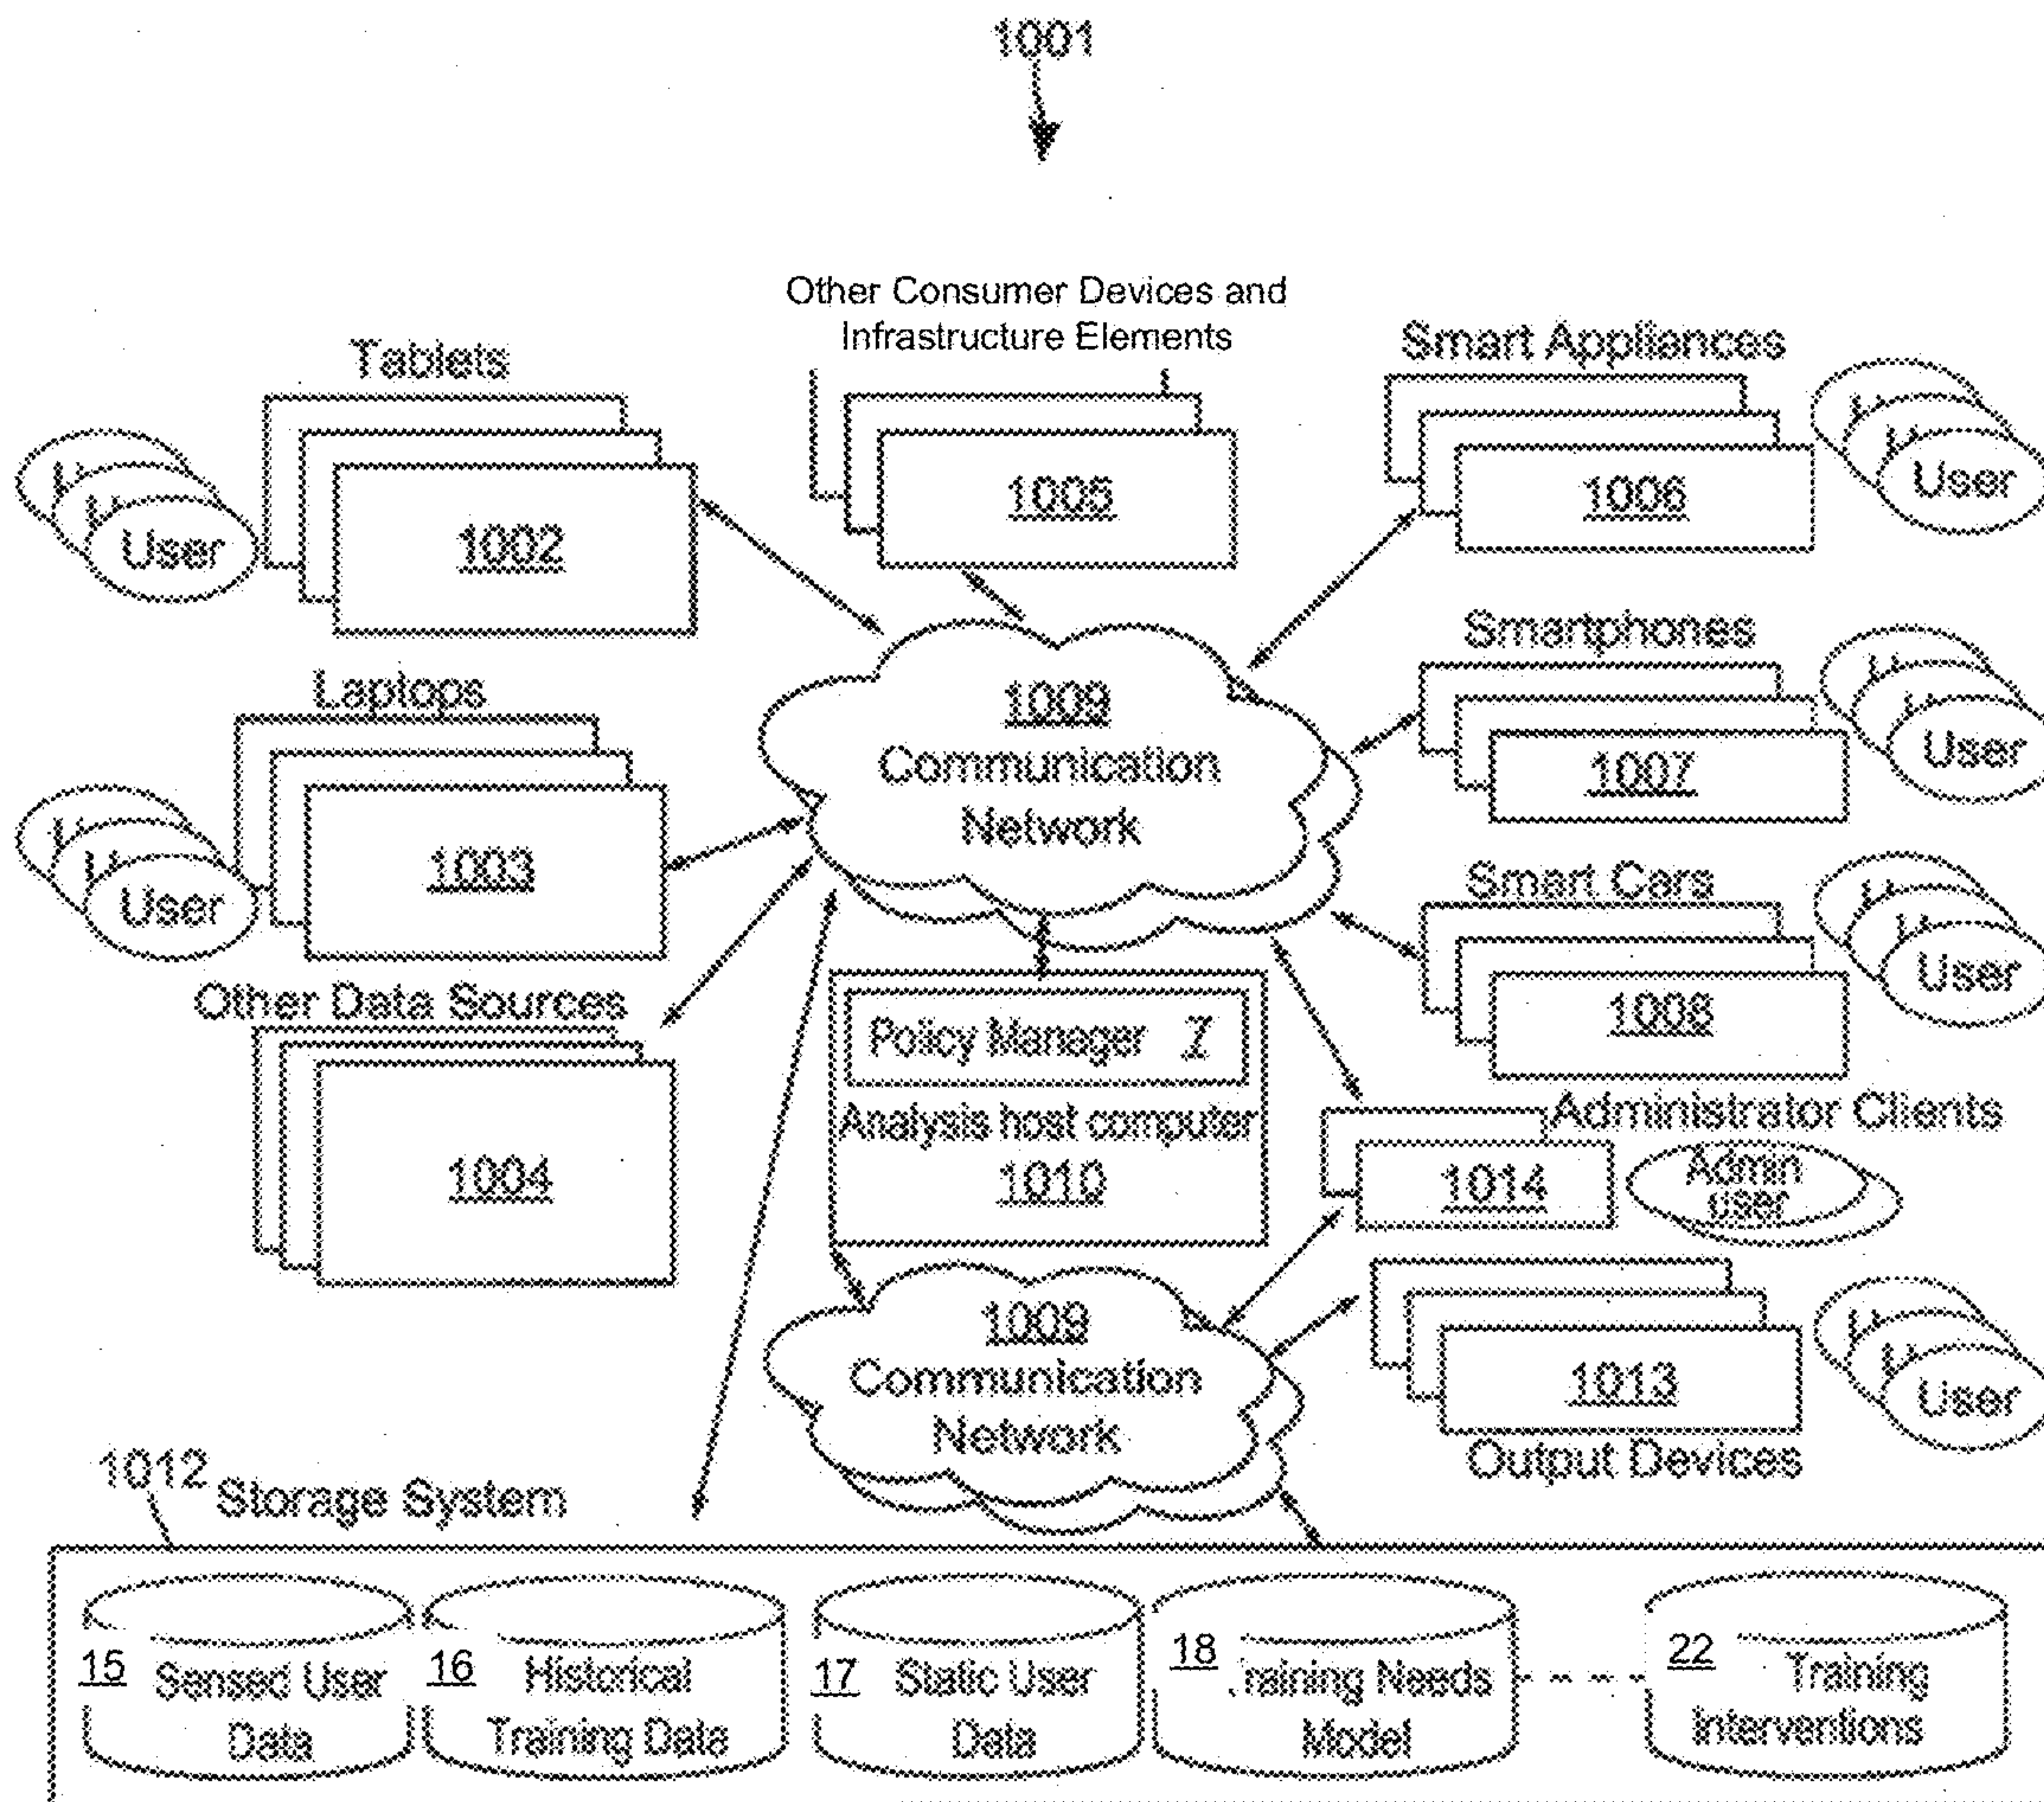 1001
Other Consumer Devices and
Infrastructure Elements
Tablets
Smart Appliances
1002
1005
1006
User
User
Smartphones
Laptops
1009
Communication
Network
1007
User
1003
User
Smart Cars
1008
User
Other Data Sources
Policy Manager 7
Analysis host computer
1010
1004
Administrator Clients
1014
Admin
user
1009
Communication
Network
1013
User
Output Devices
1012
Storage System
15 Sensed User
Data
16 Historical
Training Data
17 Static User
Data
18 Training Needs
Model
22 Training
Interventions